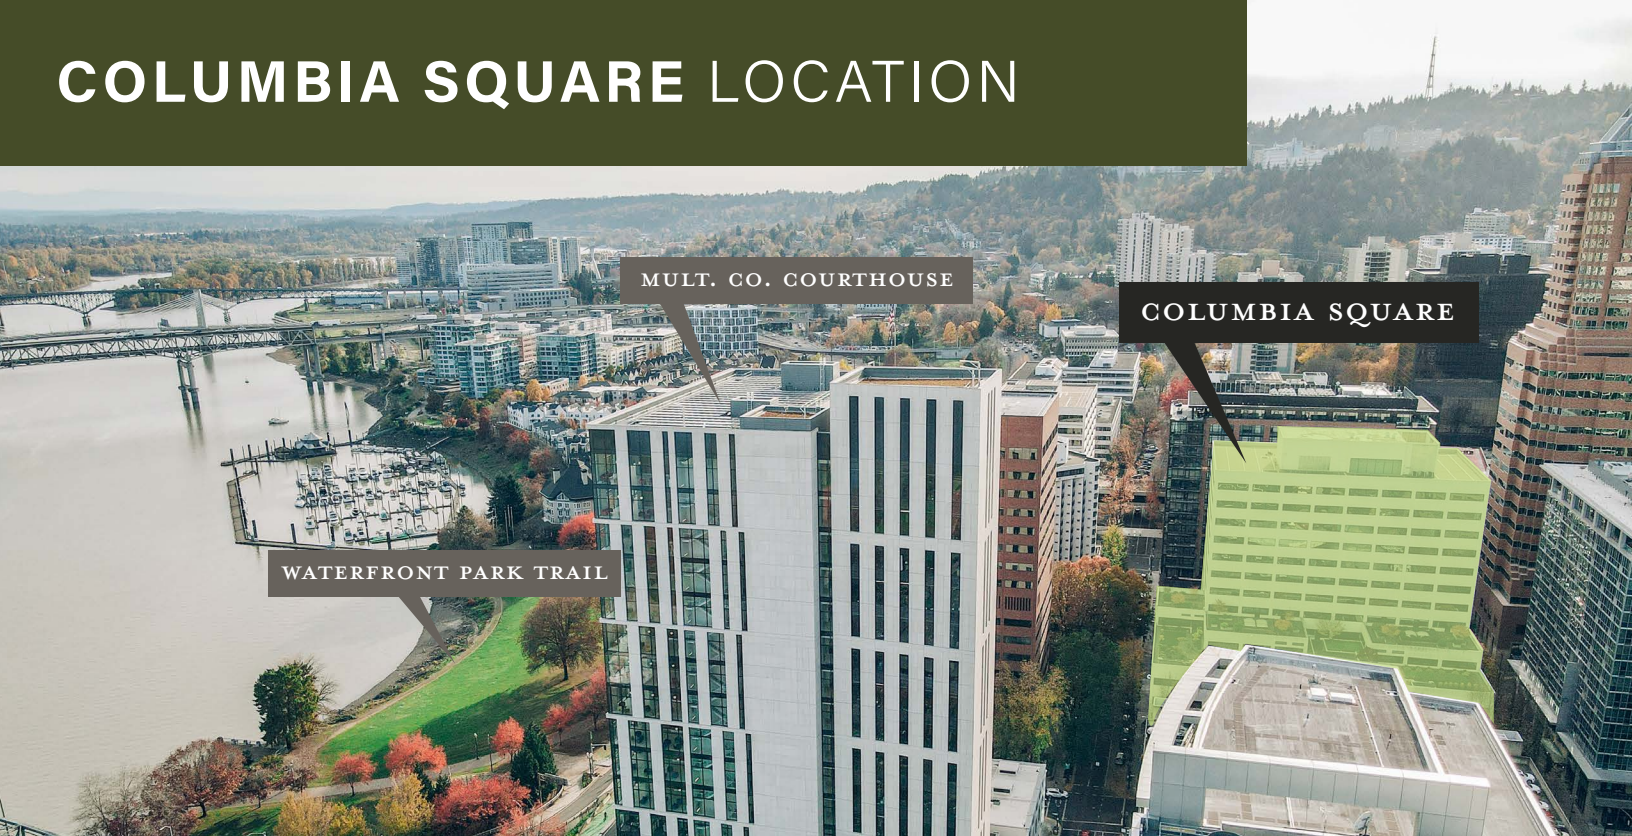 COLUMBIA SQUARE LOCATION
MULT. CO. COURTHOUSE
COLUMBIA SQUARE
WATERFRONT PARK TRAIL